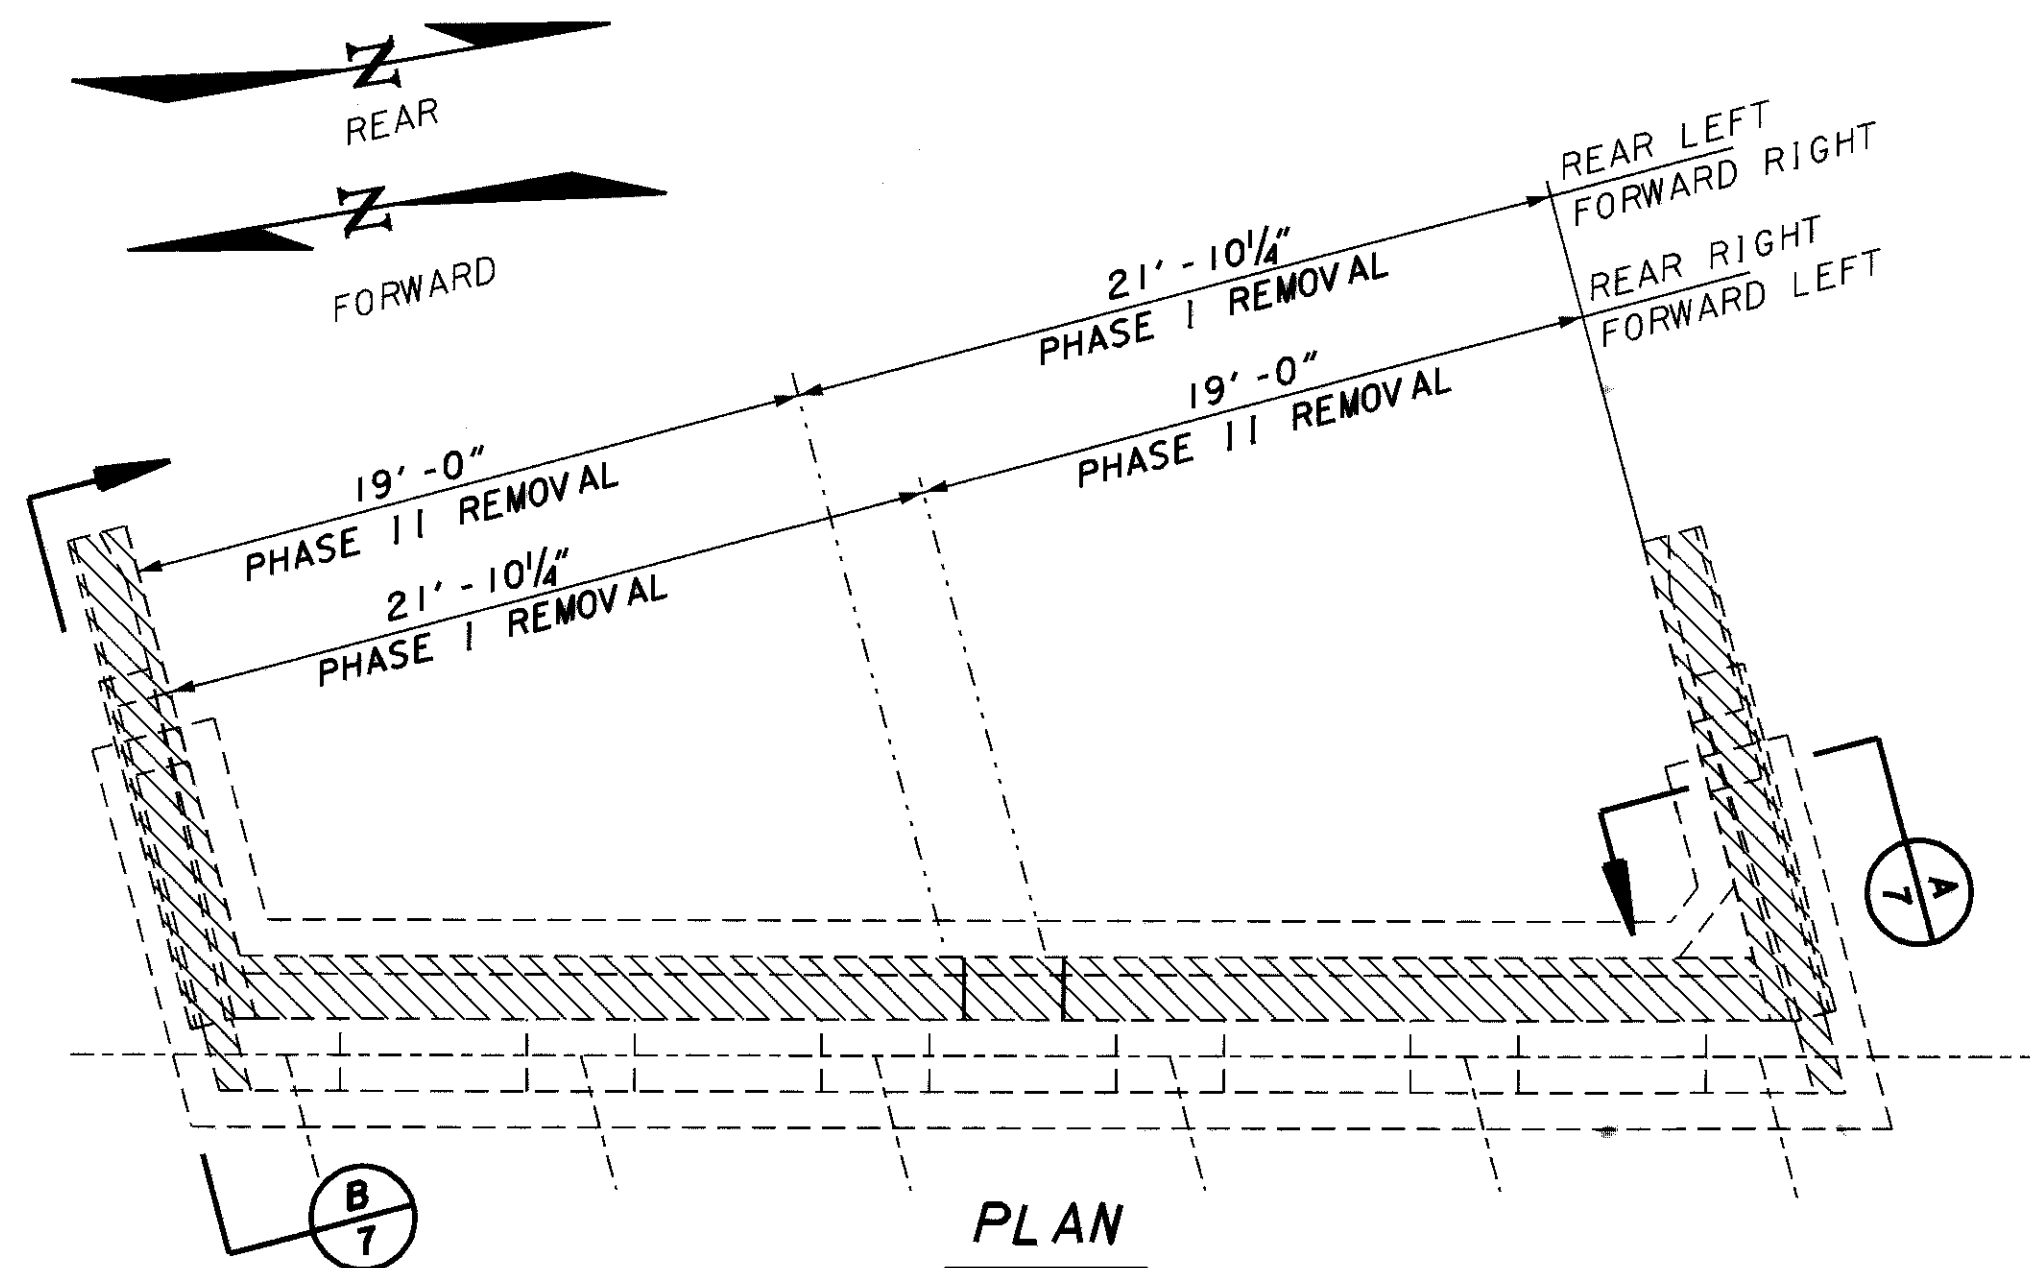 N
REAR
N
FORWARD
REAR LEFT
FORWARD RIGHT
REAR RIGHT
FORWARD LEFT
21'-10¼"
PHASE I REMOVAL
19'-0"
PHASE II REMOVAL
19'-0"
PHASE II REMOVAL
21'-10¼"
PHASE I REMOVAL
A
7
B
7
PLAN